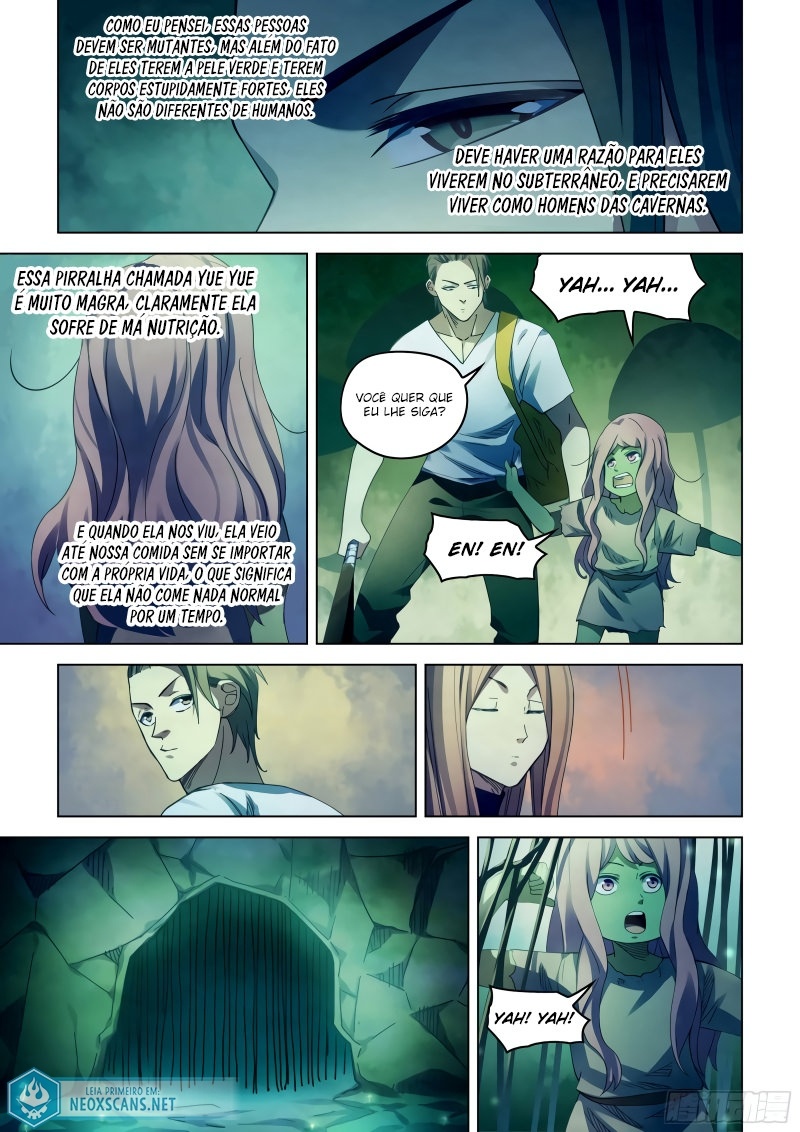 COMO EU PENSEI, ESSAS PESSOAS
DEVEM SER MUTANTES, MAS ALÉM DO FATO
DE ELES TEREM A PELE VERDE E TEREM
CORPOS ESTUPIDAMENTE FORTES, ELES
NÃO SÃO DIFERENTES DE HUMANOS.
DEVE HAVER UMA RAZÃO PARA ELES
VIVEREM NO SUBTERRÂNEO, E PRECISAREM
VIVER COMO HOMENS DAS CAVERNAS.
ESSA PIRRALHA CHAMADA YUE YUE
É MUITO MAGRA, CLARAMENTE ELA
SOFRE DE MÁ NUTRIÇÃO.
E QUANDO ELA NOS VIU, ELA VEIO
ATÉ NOSSA COMIDA SEM SE IMPORTAR
COM A PRÓPRIA VIDA, O QUE SIGNIFICA
QUE ELA NÃO COME NADA NORMAL
POR UM TEMPO.
YAH... YAH...
VOCÊ QUER QUE
EU LHE SIGA?
EN! EN!
YAH! YAH!
LEIA PRIMEIRO EM:
NEOXSCANS.NET